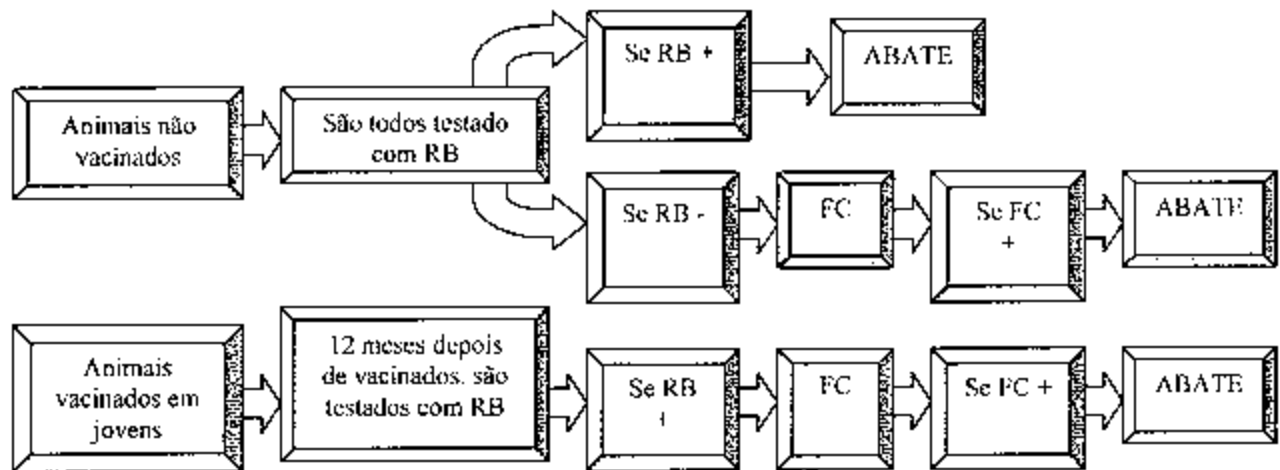 Animais não
vacinados
São todos testado
com RB
Se RB +
ABATE
Se RB -
FC
Se FC
+
ABATE
Animais
vacinados em
jovens
12 meses depois
de vacinados. são
testados com RB
Se RB
+
FC
Se FC +
ABATE